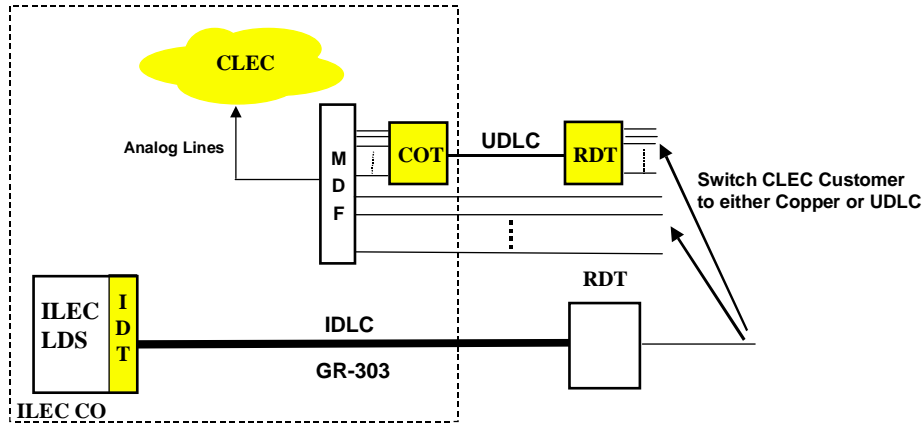 CLEC
Analog Lines
M
D
F
COT
UDLC
RDT
Switch CLEC Customer
to either Copper or UDLC
RDT
ILEC
LDS
I
D
T
IDLC
GR-303
ILEC CO